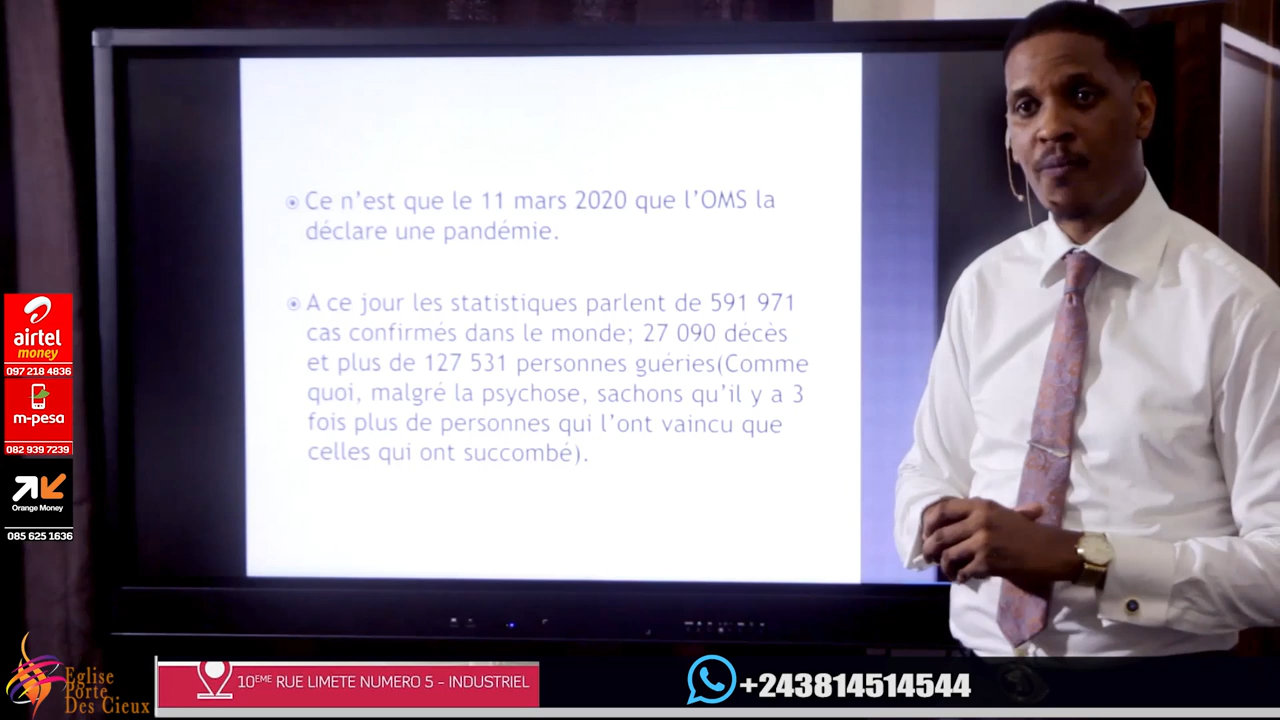 Ce n'est que le 11 mars 2020 que l'OMS la
déclare une pandémie.
A ce jour les statistiques parlent de 591 971
cas confirmés dans le monde; 27 090 décès
et plus de 127 531 personnes guéries(Comme
quoi, malgré la psychose, sachons qu'il y a 3
fois plus de personnes qui l'ont vaincu que
celles qui ont succombé).
airtel
money
097 218 4836
m-pesa
082 939 7239
Orange Money
085 625 1636
Eglise
Porte
Des Cieux
10EME RUE LIMETE NUMERO 5 - INDUSTRIEL
+243814514544